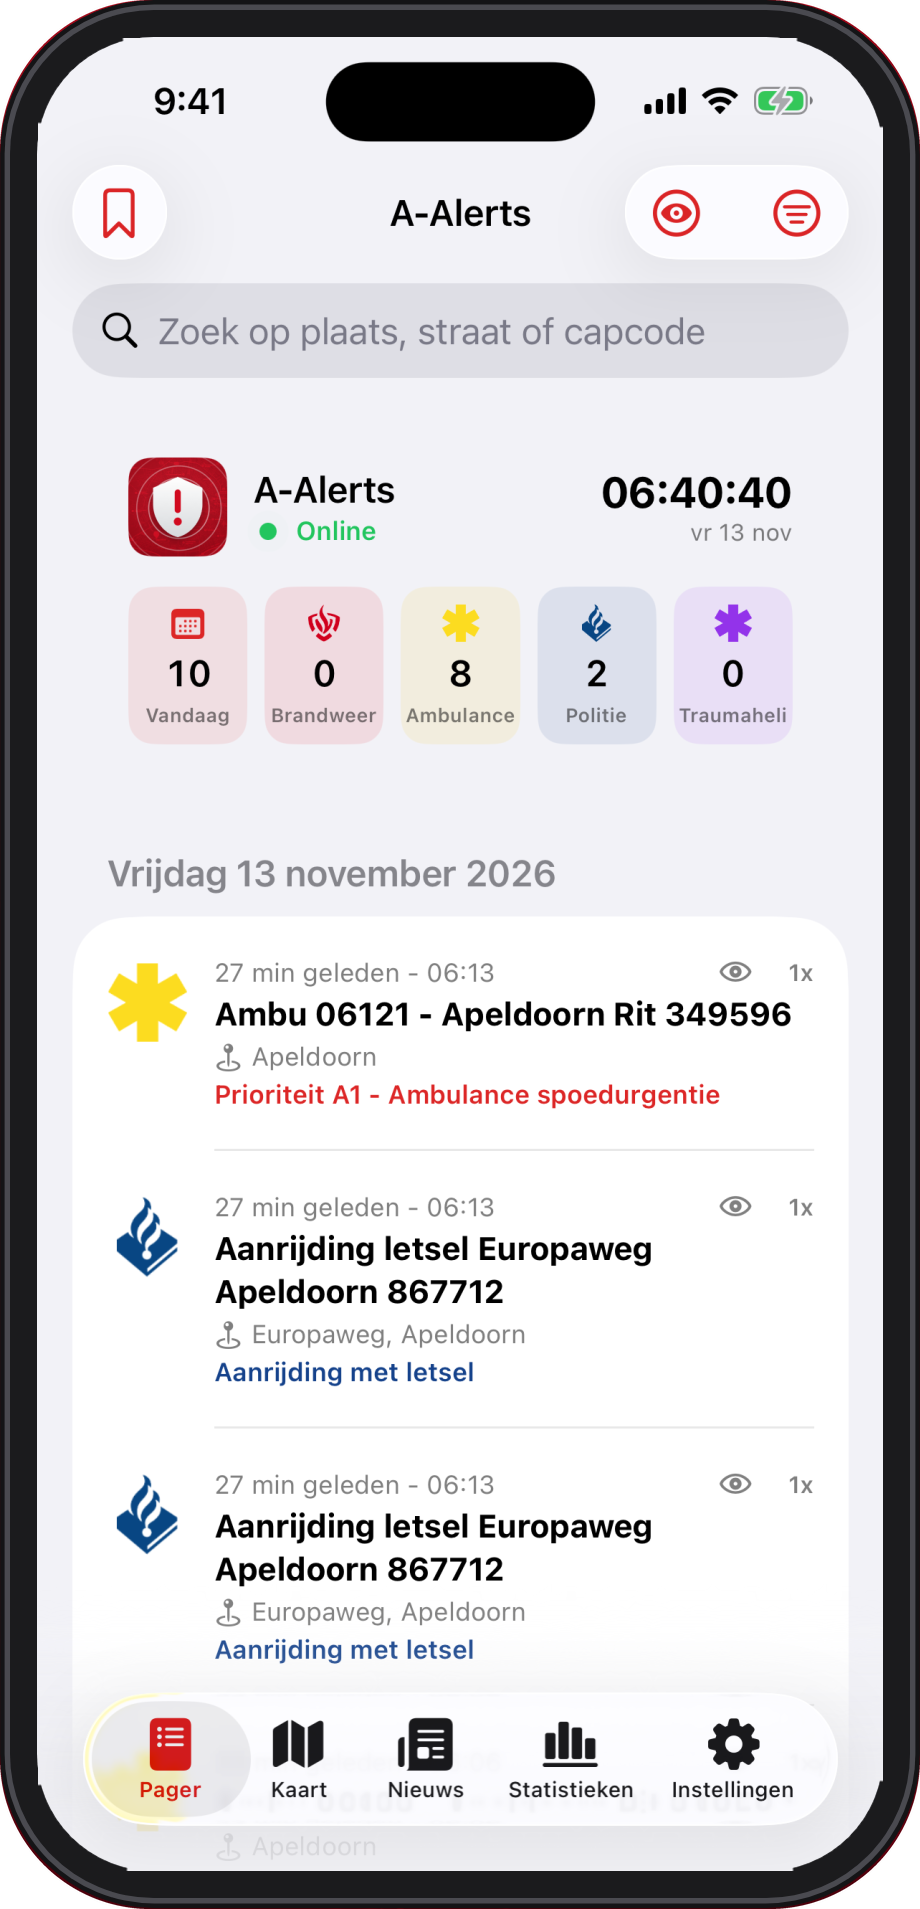 9:41
A-Alerts
Zoek op plaats, straat of capcode
A-Alerts
06:40:40
Online
vr 13 nov
10
0
8
2
0
Vandaag
Brandweer
Ambulance
Politie
Traumaheli
Vrijdag 13 november 2026
27 min geleden - 06:13
1x
Ambu 06121 - Apeldoorn Rit 349596
Apeldoorn
Prioriteit A1 - Ambulance spoedurgentie
27 min geleden - 06:13
1x
Aanrijding letsel Europaweg
Apeldoorn 867712
Europaweg, Apeldoorn
Aanrijding met letsel
27 min geleden - 06:13
1x
Aanrijding letsel Europaweg
Apeldoorn 867712
Europaweg, Apeldoorn
Aanrijding met letsel
Pager
Kaart
Nieuws
Statistieken
Instellingen
Apeldoorn